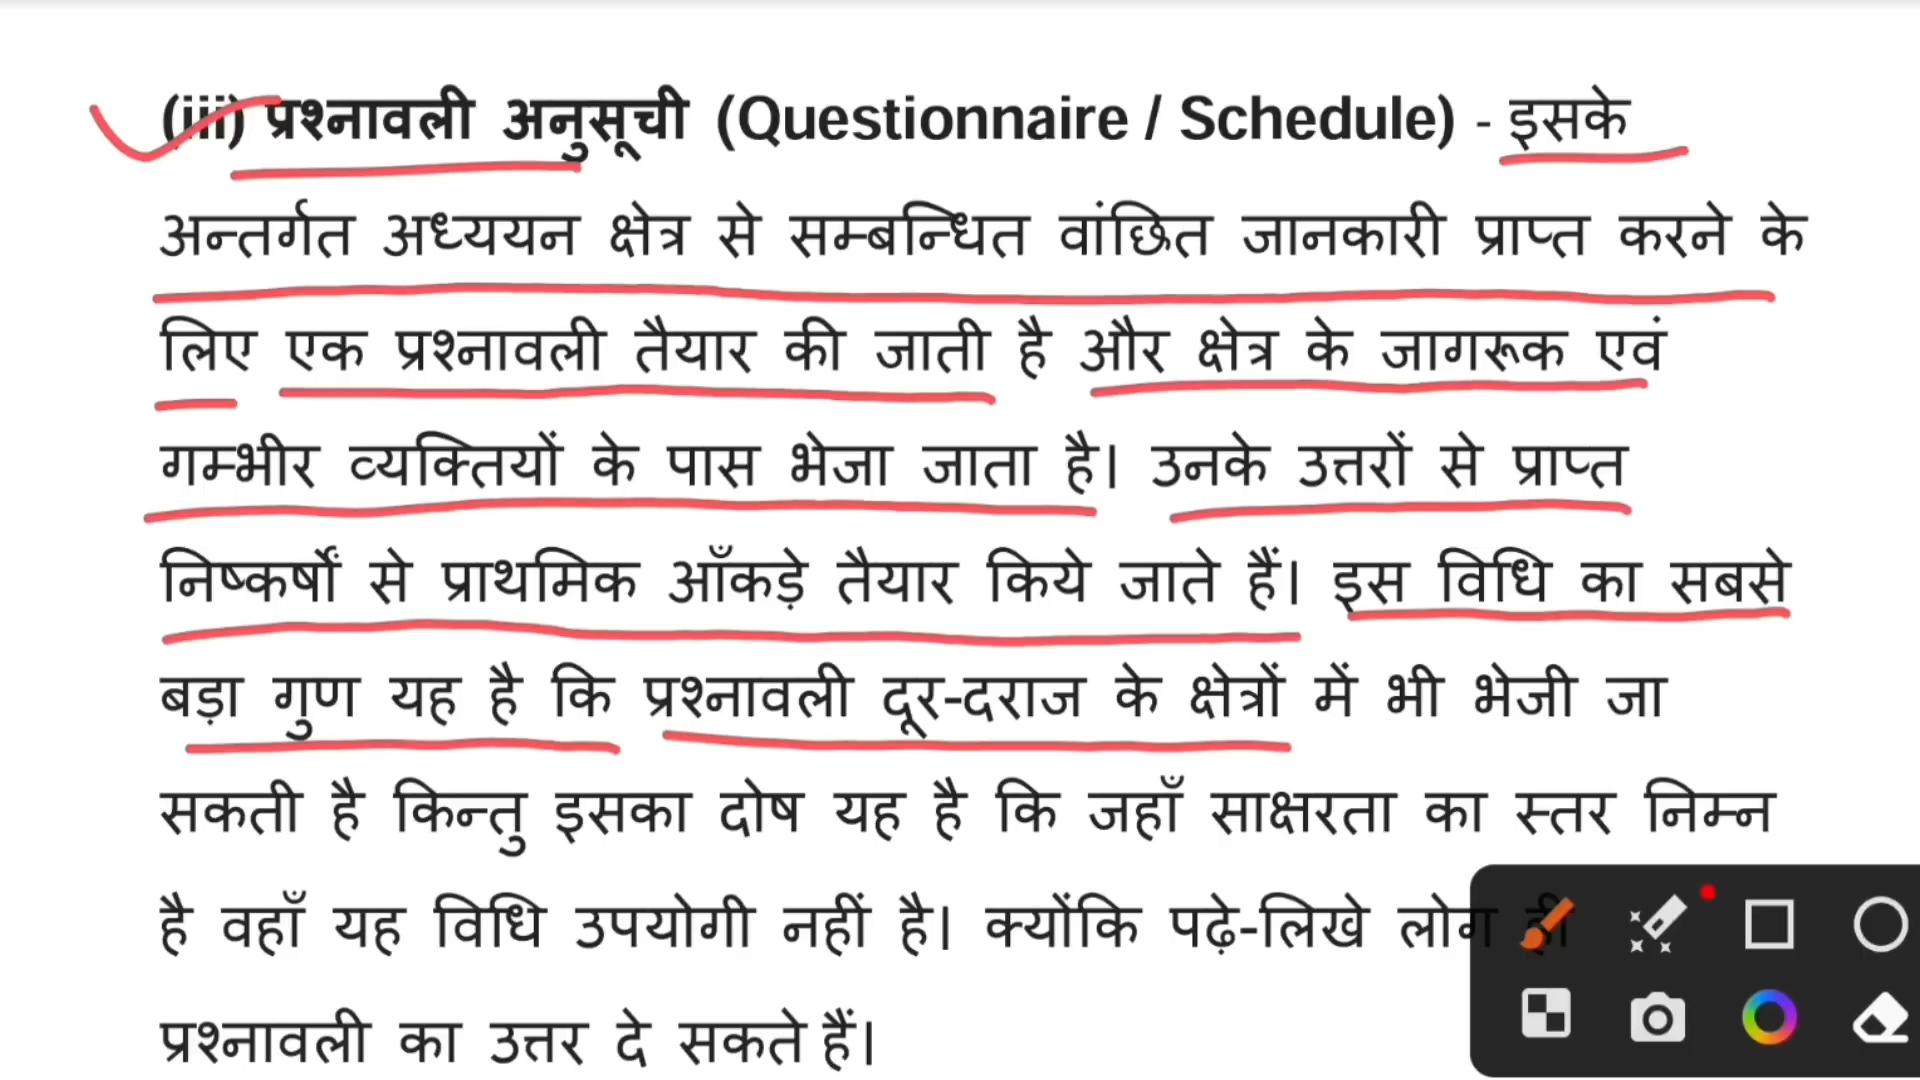 (iii) प्रश्नावली अनुसूची (Questionnaire / Schedule) - इसके
अन्तर्गत अध्ययन क्षेत्र से सम्बन्धित वांछित जानकारी प्राप्त करने के
लिए एक प्रश्नावली तैयार की जाती है और क्षेत्र के जागरूक एवं
गम्भीर व्यक्तियों के पास भेजा जाता है। उनके उत्तरों से प्राप्त
निष्कर्षों से प्राथमिक आँकड़े तैयार किये जाते हैं। इस विधि का सबसे
बड़ा गुण यह है कि प्रश्नावली दूर-दराज के क्षेत्रों में भी भेजी जा
सकती है किन्तु इसका दोष यह है कि जहाँ साक्षरता का स्तर निम्न
है वहाँ यह विधि उपयोगी नहीं है। क्योंकि पढ़े-लिखे लोग ही
प्रश्नावली का उत्तर दे सकते हैं।